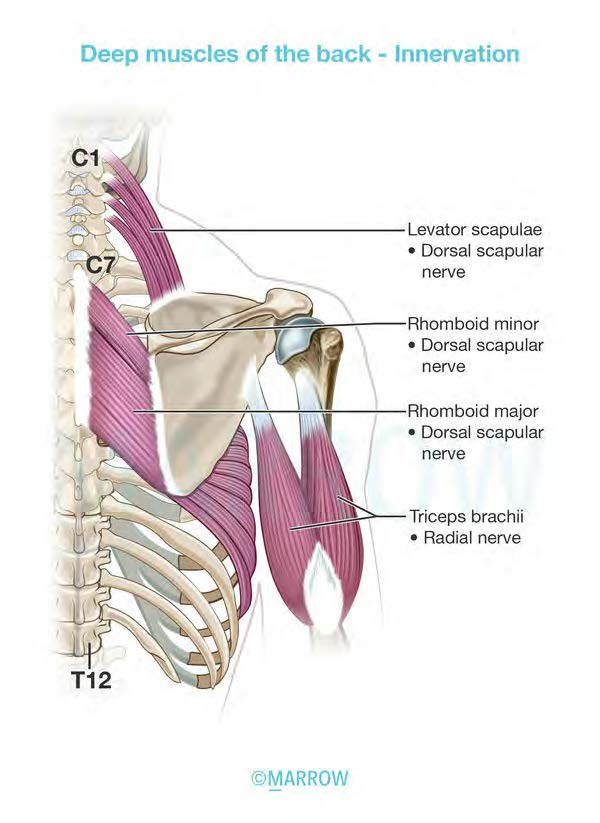 Deep muscles of the back - Innervation
C1
Levator scapulae
• Dorsal scapular
nerve
C7
Rhomboid minor
• Dorsal scapular
nerve
Rhomboid major
• Dorsal scapular
nerve
Triceps brachii
• Radial nerve
T12
©MARROW